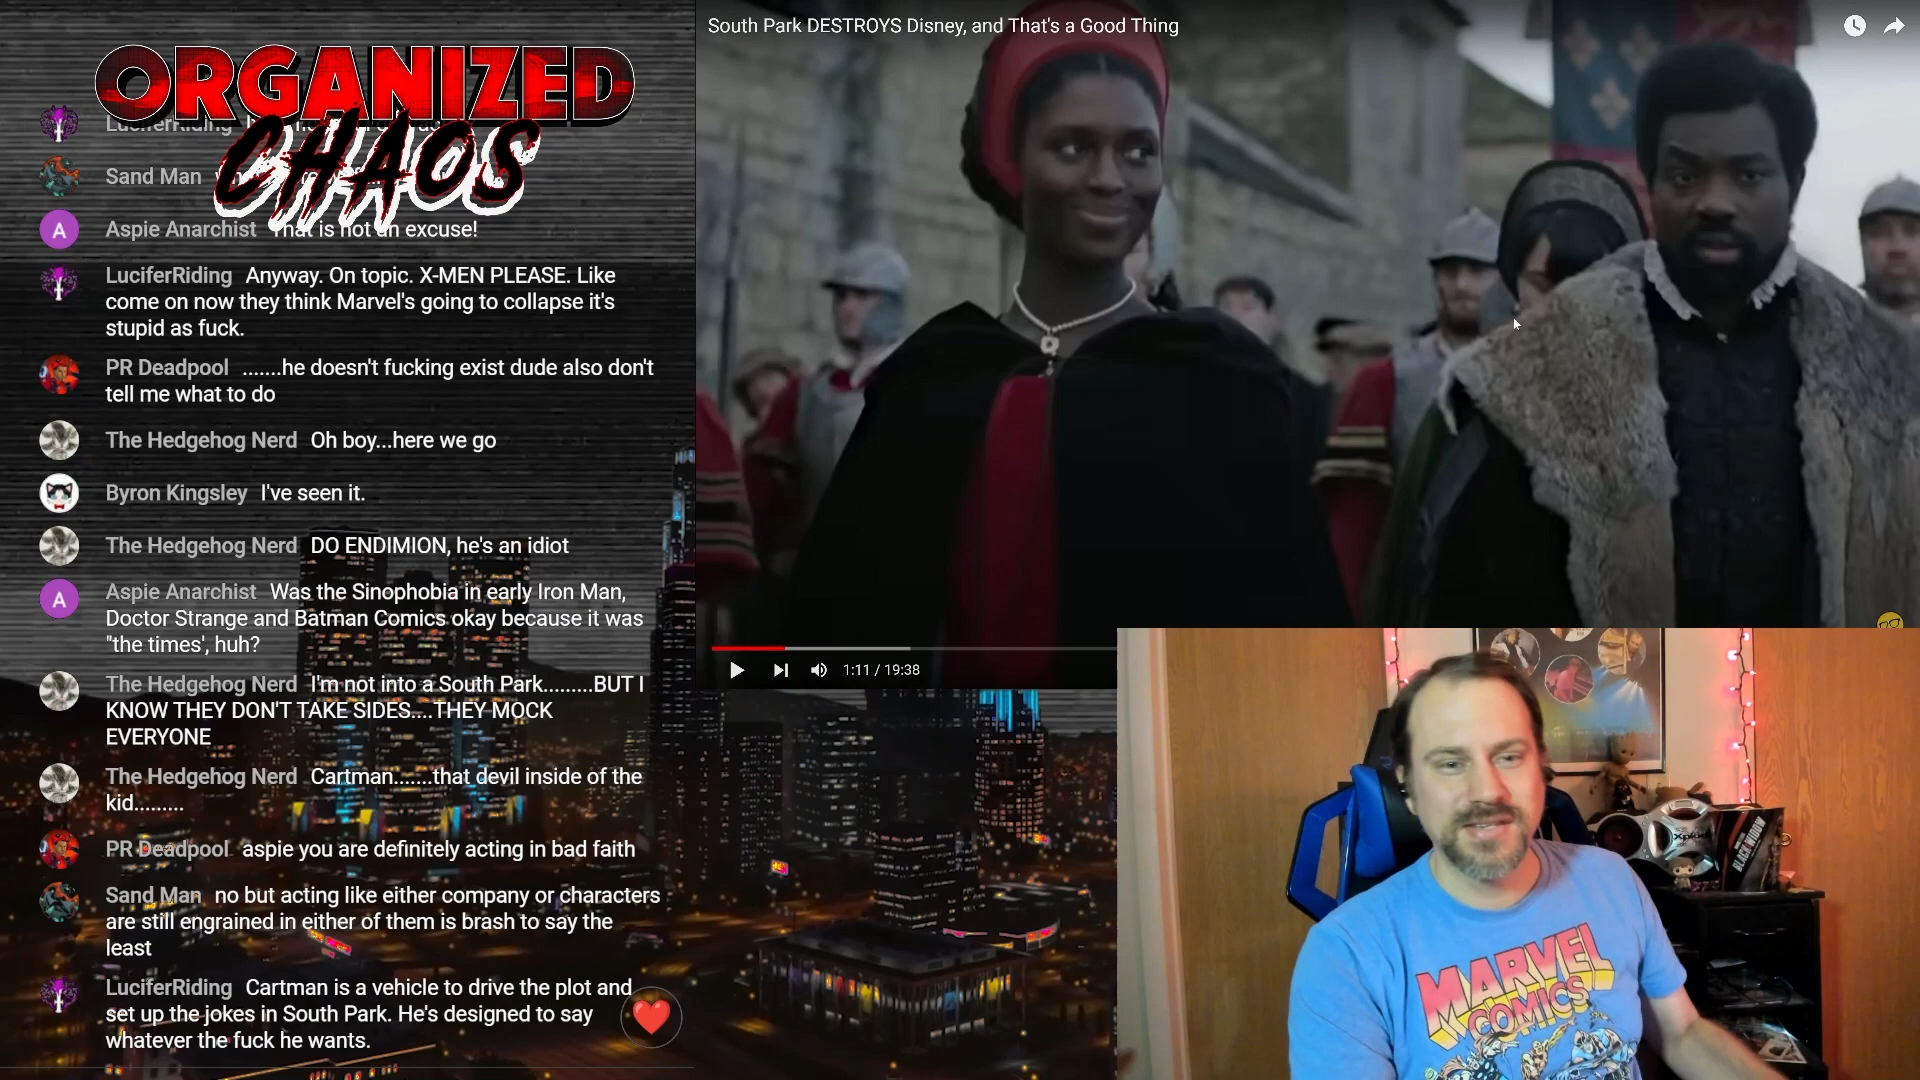 ORGANIZED
CHAOS
LuciferRiding
Sand Man
Aspie Anarchist That is not an excuse!
LuciferRiding Anyway. On topic. X-MEN PLEASE. Like
come on now they think Marvel's going to collapse it's
stupid as fuck.
PR Deadpool .......he doesn't fucking exist dude also don't
tell me what to do
The Hedgehog Nerd Oh boy...here we go
Byron Kingsley I've seen it.
The Hedgehog Nerd DO ENDIMION, he's an idiot
A
Aspie Anarchist Was the Sinophobia in early Iron Man,
Doctor Strange and Batman Comics okay because it was
"the times', huh?
The Hedgehog Nerd I'm not into a South Park.........BUT I
KNOW THEY DON'T TAKE SIDES....THEY MOCK
EVERYONE
The Hedgehog Nerd Cartman.......that devil inside of the
kid.........
PR Deadpool aspie you are definitely acting in bad faith
Sand Man no but acting like either company or characters
are still engrained in either of them is brash to say the
least
LuciferRiding Cartman is a vehicle to drive the plot and
set up the jokes in South Park. He's designed to say
whatever the fuck he wants.
A
South Park DESTROYS Disney, and That's a Good Thing
1:11 / 19:38
Xplod
BLACK WIDOW
MARVEL
COMICS